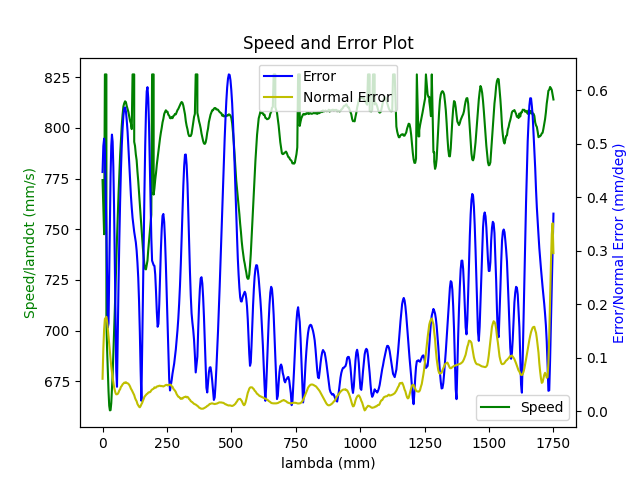 Speed and Error Plot
Error
Normal Error
825
800
775
750
725
700
675
Speed/lamdot (mm/s)
0.6
0.5
0.4
0.3
0.2
0.1
0.0
Error/Normal Error (mm/deg)
Speed
0 250 500 750 1000 1250 1500 1750
lambda (mm)